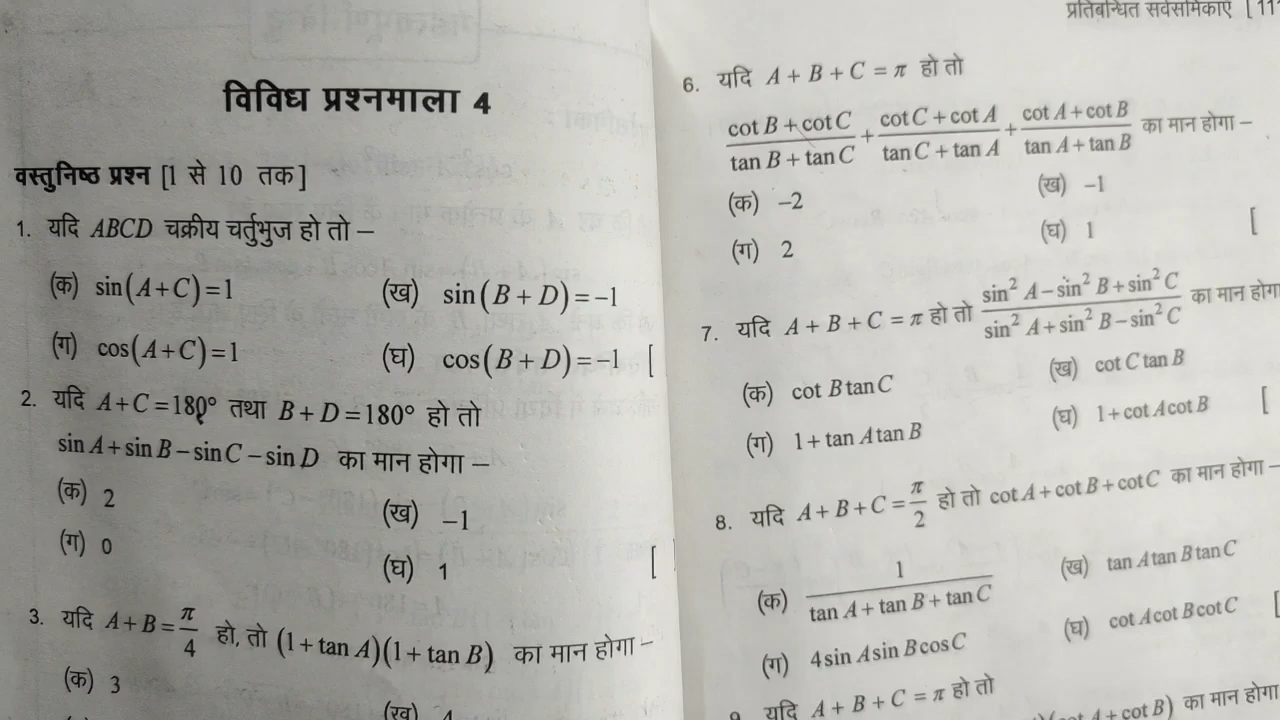 विविध प्रश्नमाला 4
वस्तुनिष्ठ प्रश्न [1 से 10 तक]
1. यदि ABCD चक्रीय चर्तुभुज हो तो –
(क) sin(A+C)=1 (ख) sin(B+D)=−1
(ग) cos(A+C)=1 (घ) cos(B+D)=−1 [
2. यदि A+C=180° तथा B+D=180° हो तो
sin A+sin B−sin C−sin D का मान होगा –
(क) 2 (ख) −1
(ग) 0 (घ) 1 [
3. यदि A+B=π/4 हो, तो (1+tan A)(1+tan B) का मान होगा –
(क) 3
(ख)
प्रतिबन्धित सर्वसमिकाएँ [11
6. यदि A+B+C=π हो तो
(cot B+cot C)/(tan B+tan C) + (cot C+cot A)/(tan C+tan A) + (cot A+cot B)/(tan A+tan B) का मान होगा –
(क) −2 (ख) −1
(ग) 2 (घ) 1 [
7. यदि A+B+C=π हो तो (sin² A−sin² B+sin² C)/(sin² A+sin² B−sin² C) का मान होगा
(क) cot B tan C (ख) cot C tan B
(ग) 1+tan A tan B (घ) 1+cot A cot B [
8. यदि A+B+C=π/2 हो तो cot A+cot B+cot C का मान होगा –
(क) 1/(tan A+tan B+tan C) (ख) tan A tan B tan C
(ग) 4 sin A sin B cos C (घ) cot A cot B cot C [
9. यदि A+B+C=π हो तो
A+cot B) का मान होगा